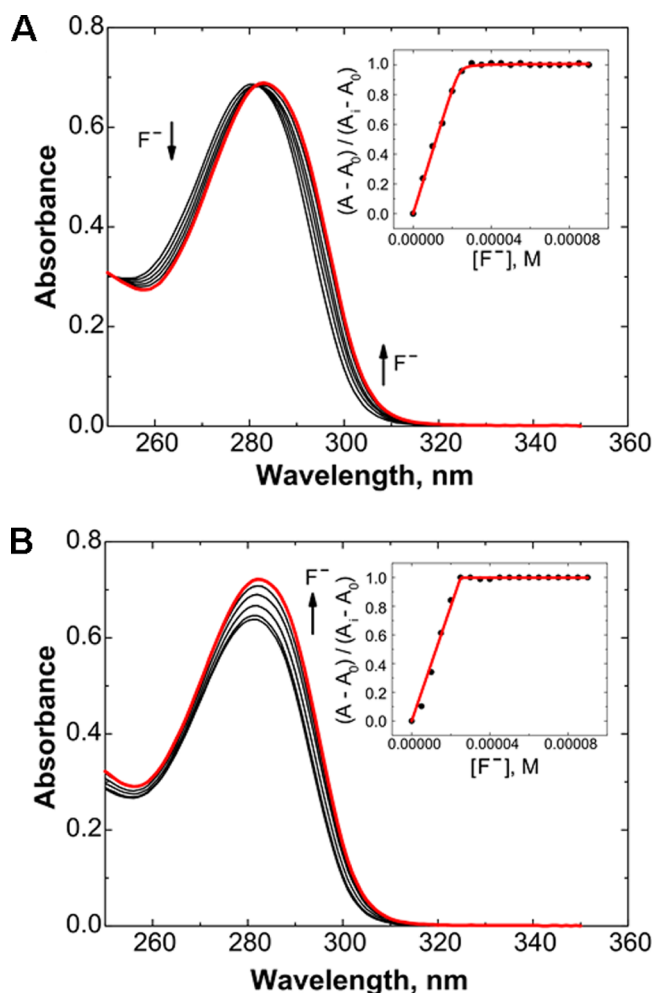 A
0.8
0.6
0.4
0.2
0.0
Absorbance
F⁻
F⁻
260 280 300 320 340 360
Wavelength, nm
(A - A₀) / (Aᵢ - A₀)
1.0
0.8
0.6
0.4
0.2
0.0
0.00000 0.00004 0.00008
[F⁻], M
B
0.8
0.6
0.4
0.2
0.0
Absorbance
F⁻
260 280 300 320 340 360
Wavelength, nm
(A - A₀) / (Aᵢ - A₀)
1.0
0.8
0.6
0.4
0.2
0.0
0.00000 0.00004 0.00008
[F⁻], M